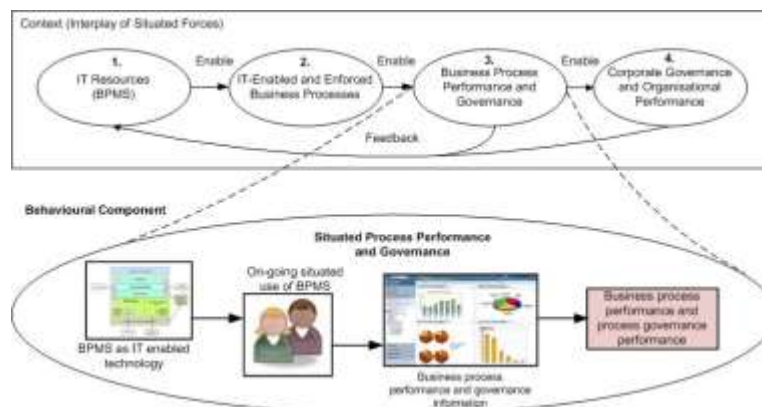 Context (Interplay of Situated Forces)
1.
IT Resources
(BPMS)
Enable
2.
IT-Enabled and Enforced
Business Processes
Enable
3.
Business Process
Performance and
Governance
Enable
4.
Corporate Governance
and Organisational
Performance
Feedback
Behavioural Component
Situated Process Performance
and Governance
BPMS as IT enabled
technology
On-going situated
use of BPMS
Business process
performance and governance
information
Business process
performance and
process governance
performance